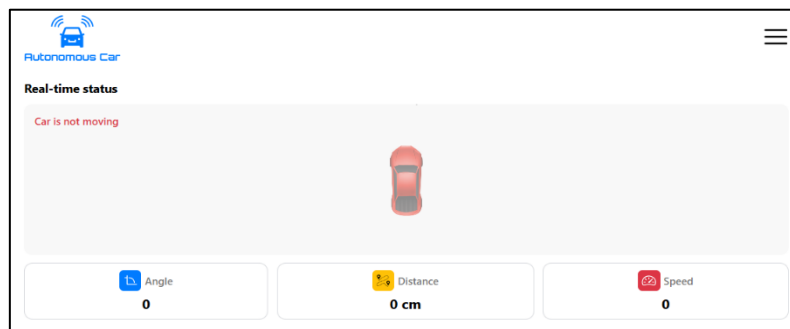 Autonomous Car
Real-time status
Car is not moving
Angle
0
Distance
0 cm
Speed
0